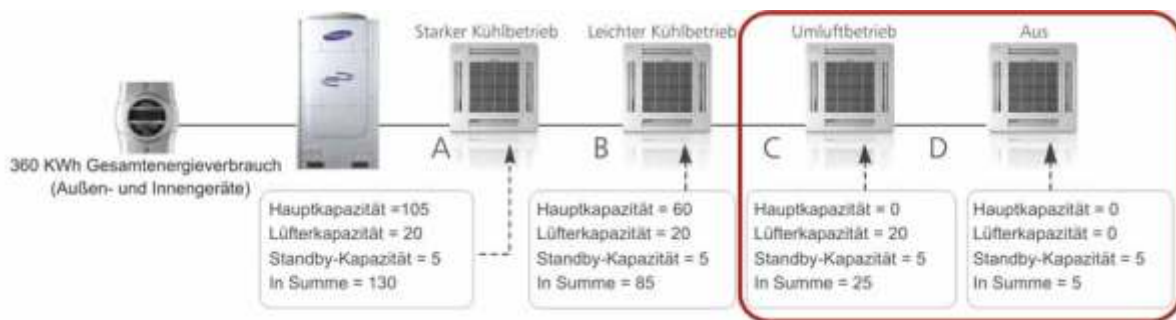 Starker Kühlbetrieb
Leichter Kühlbetrieb
Umluftbetrieb
Aus
A
B
C
D
360 KWh Gesamtenergieverbrauch
(Außen- und Innengeräte)
Hauptkapazität =105
Lüfterkapazität = 20
Standby-Kapazität = 5
In Summe = 130
Hauptkapazität = 60
Lüfterkapazität = 20
Standby-Kapazität = 5
In Summe = 85
Hauptkapazität = 0
Lüfterkapazität = 20
Standby-Kapazität = 5
In Summe = 25
Hauptkapazität = 0
Lüfterkapazität = 0
Standby-Kapazität = 5
In Summe = 5